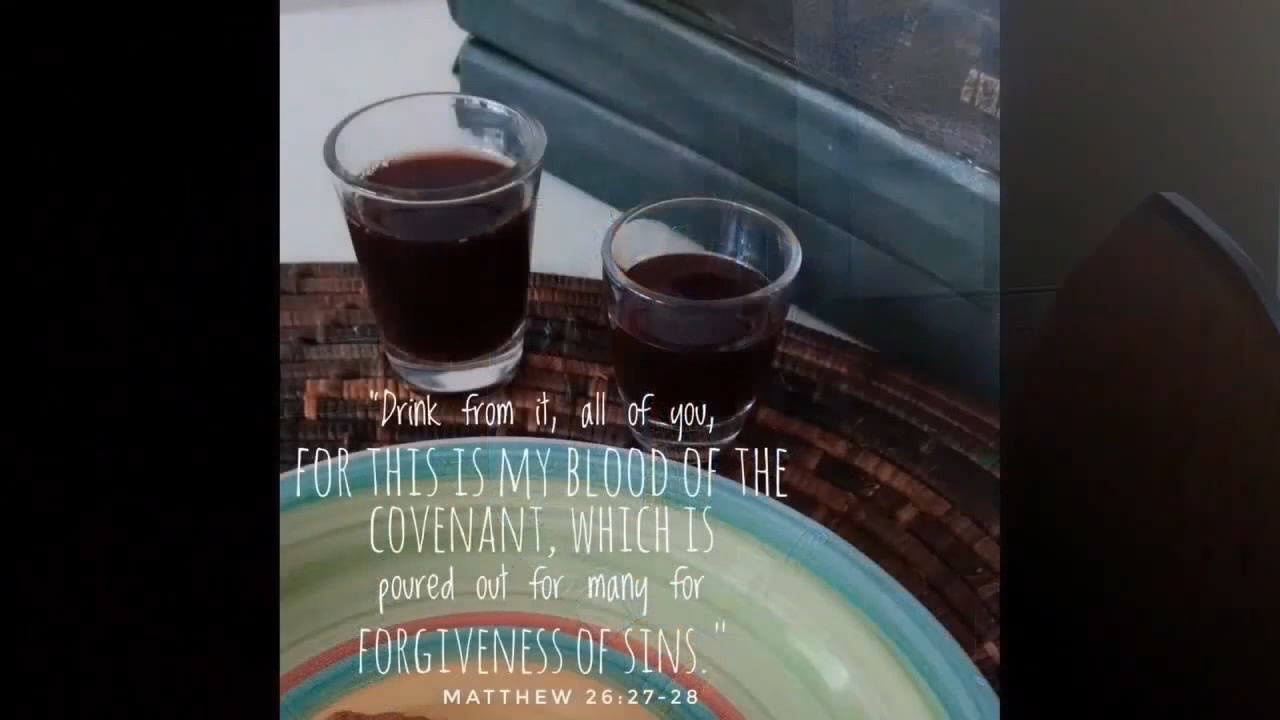 "Drink from it, all of you,
FOR THIS IS MY BLOOD OF THE
COVENANT, WHICH IS
poured out for many for
FORGIVENESS OF SINS."
MATTHEW 26:27-28